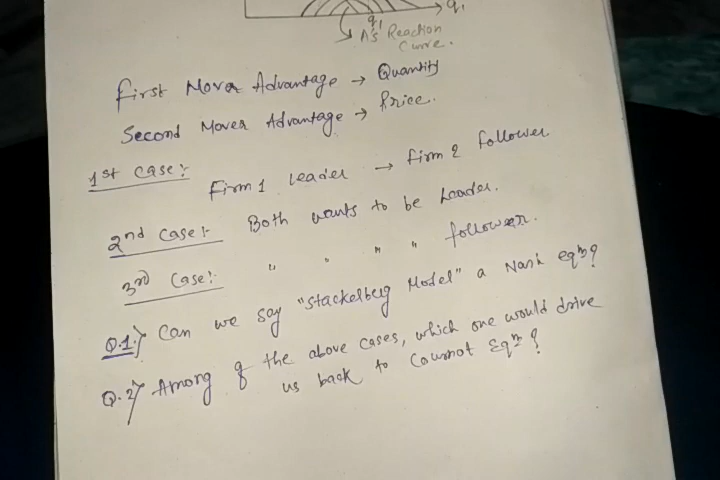 q1
q1
A's Reaction
Curve.
First Mover Advantage → Quantity
Second Mover Advantage → Price.
1st case:-
Firm 1 leader → Firm 2 follower
2nd case:- Both wants to be leader.
3rd case:- " " " " follower.
Q.1.) Can we say "Stackelberg Model" a Nash eqm?
Q.2) Among of the above cases, which one would drive
us back to Cournot Eqm?